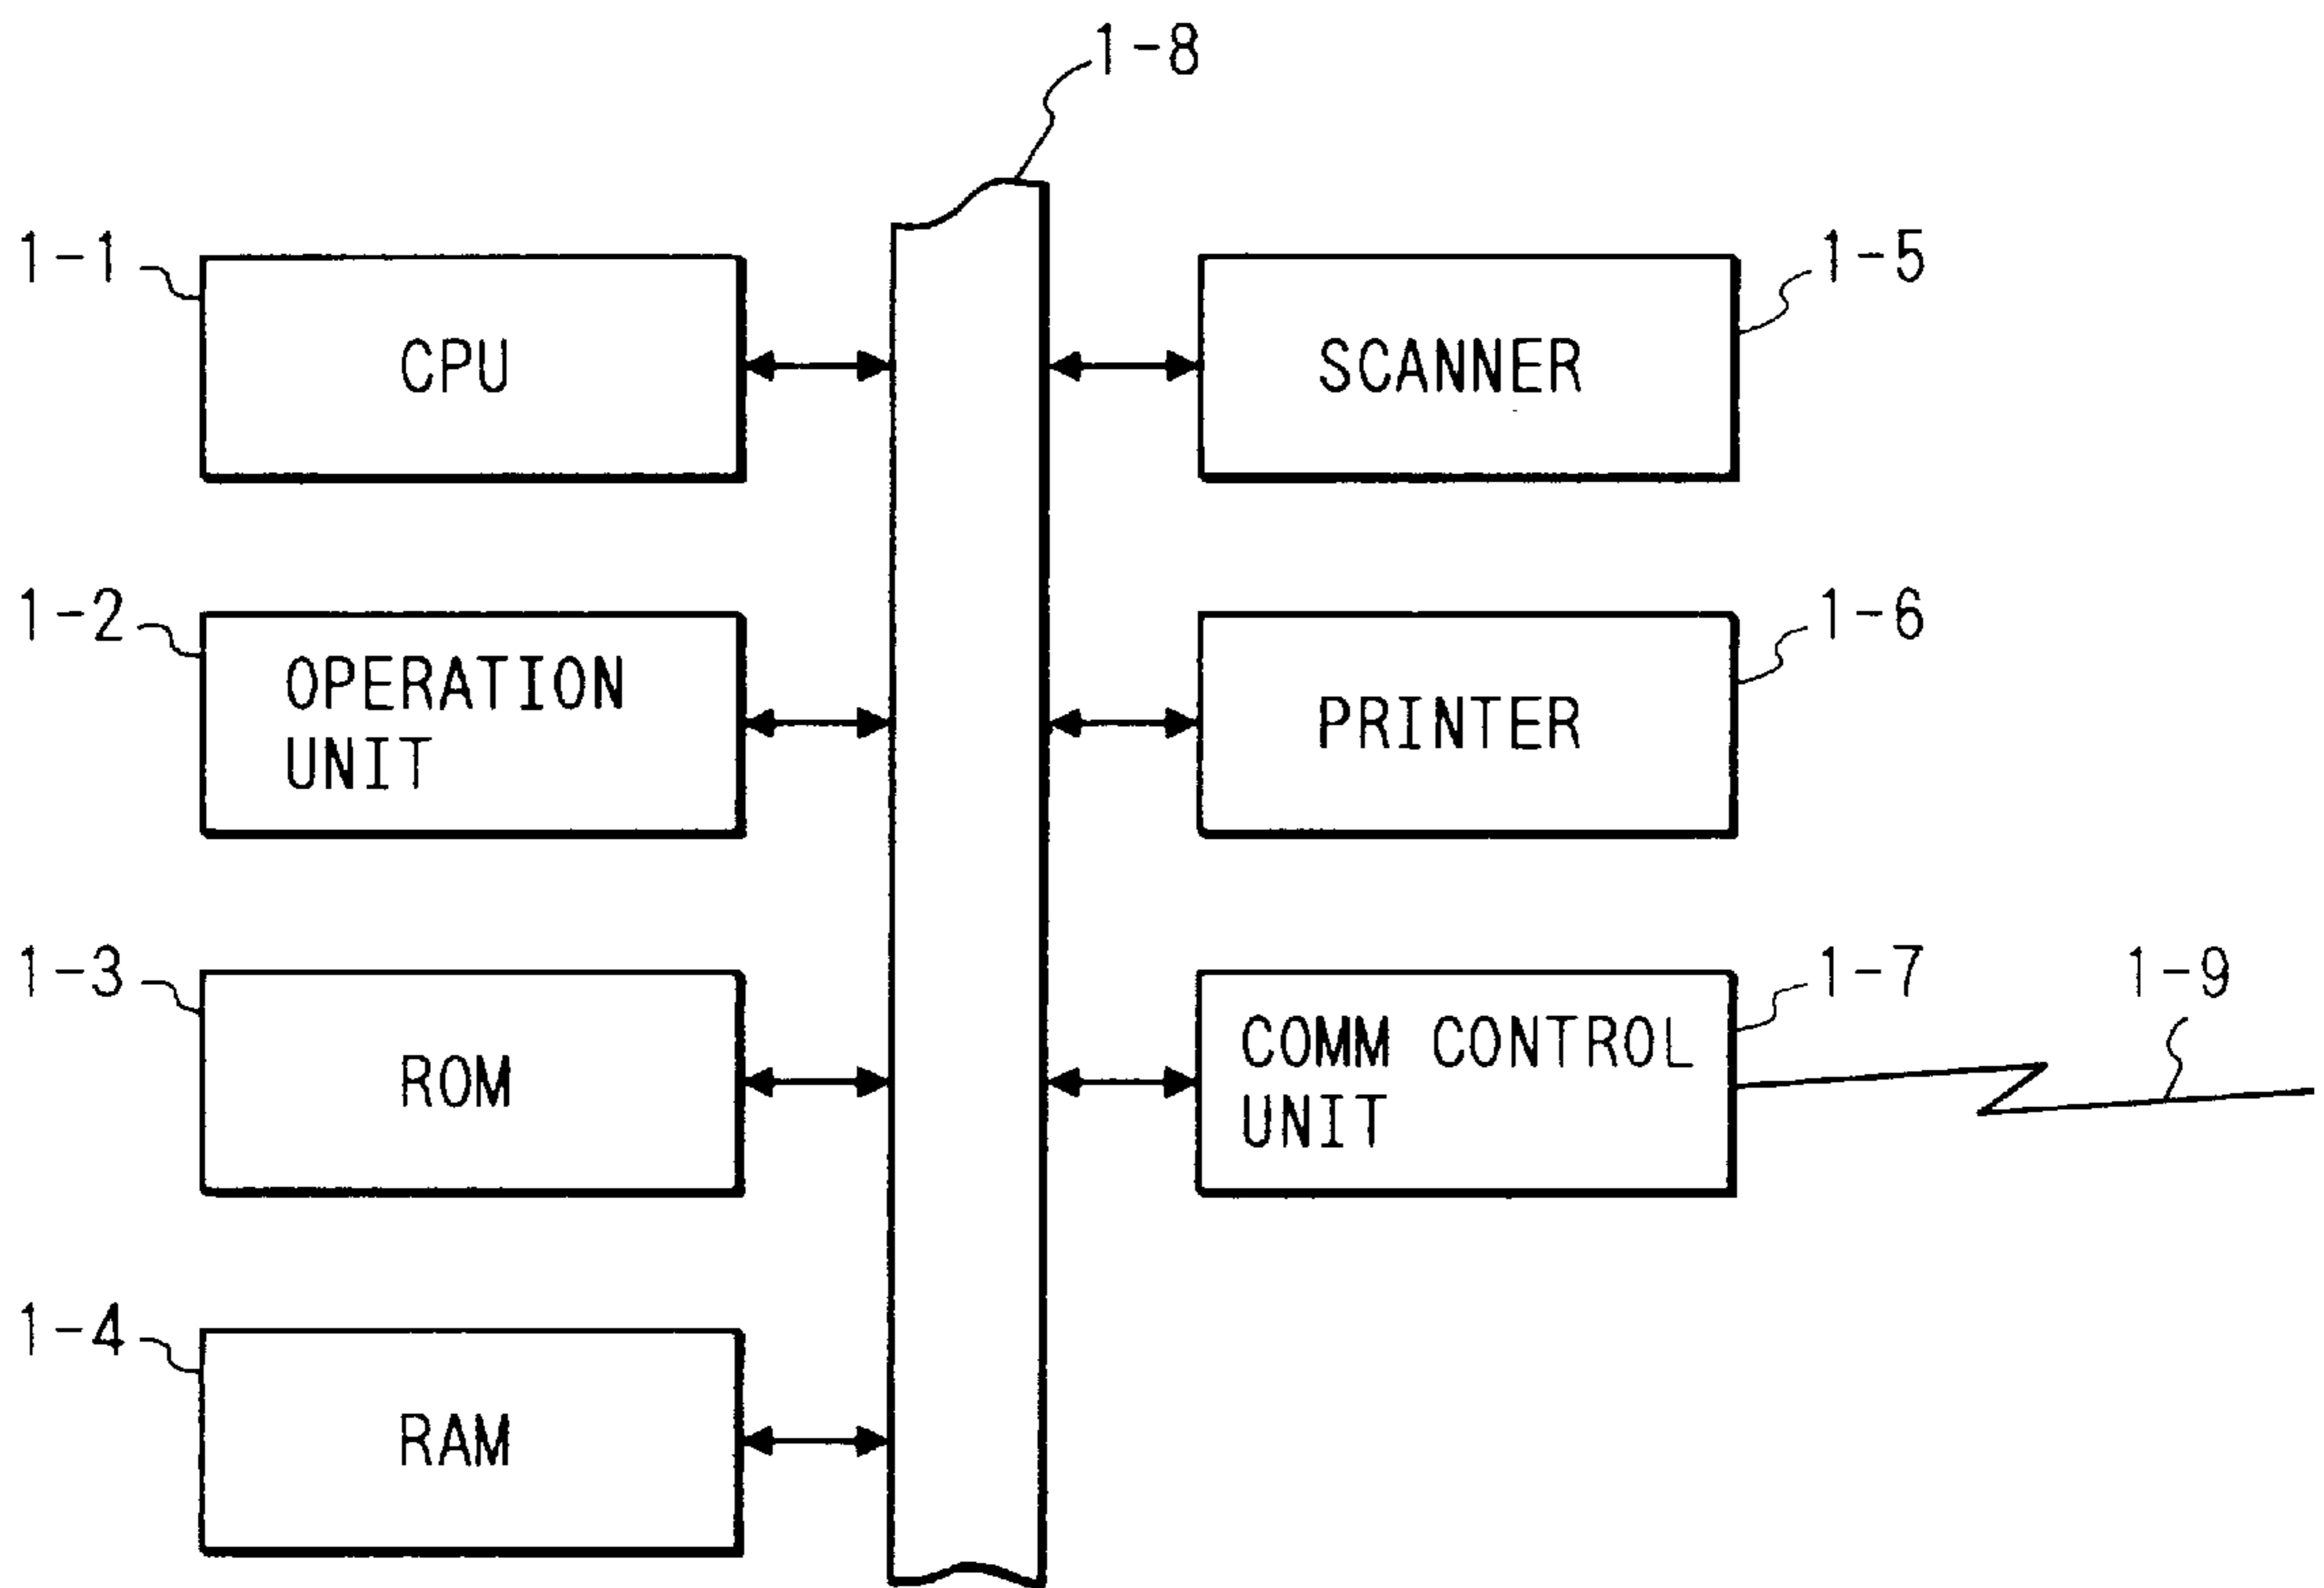 1-8
1-1
CPU
1-5
SCANNER
1-2
OPERATION
UNIT
1-6
PRINTER
1-3
ROM
1-7
COMM CONTROL
UNIT
1-9
1-4
RAM